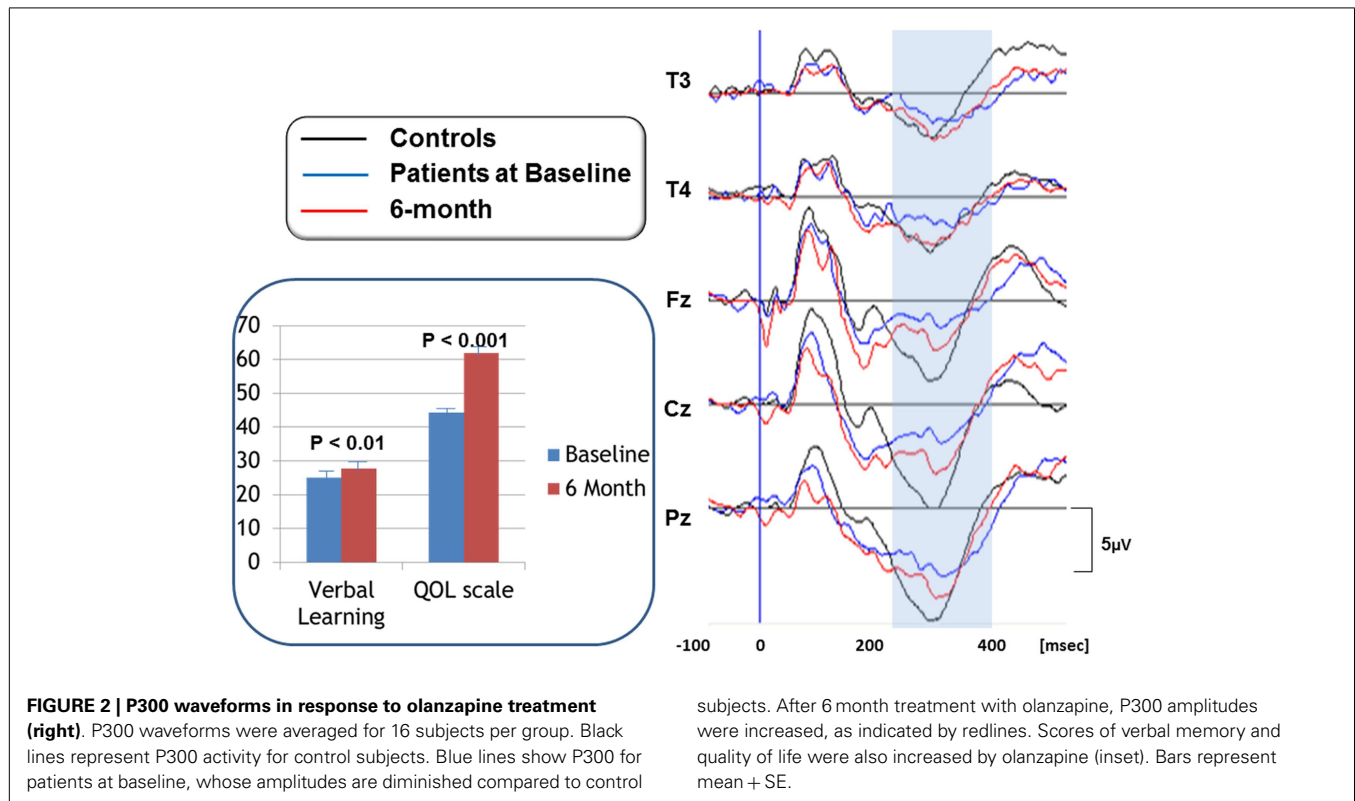 Controls
Patients at Baseline
6-month
70
60
50
40
30
20
10
0
P < 0.01
P < 0.001
Verbal
Learning
QOL scale
Baseline
6 Month
T3
T4
Fz
Cz
Pz
5µV
-100 0 200 400 [msec]
FIGURE 2 | P300 waveforms in response to olanzapine treatment
(right). P300 waveforms were averaged for 16 subjects per group. Black
lines represent P300 activity for control subjects. Blue lines show P300 for
patients at baseline, whose amplitudes are diminished compared to control
subjects. After 6 month treatment with olanzapine, P300 amplitudes
were increased, as indicated by redlines. Scores of verbal memory and
quality of life were also increased by olanzapine (inset). Bars represent
mean + SE.